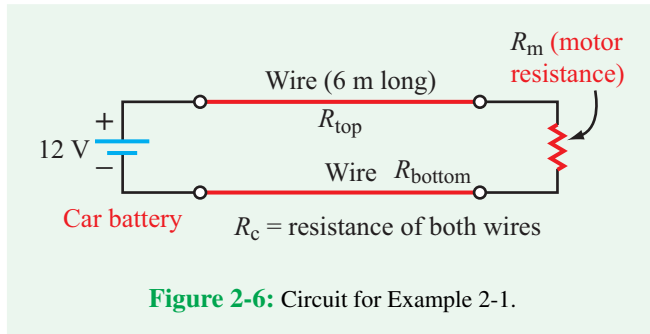 Rm (motor
resistance)
Wire (6 m long)
Rtop
+
12 V
−
Wire Rbottom
Car battery
Rc = resistance of both wires
Figure 2-6: Circuit for Example 2-1.